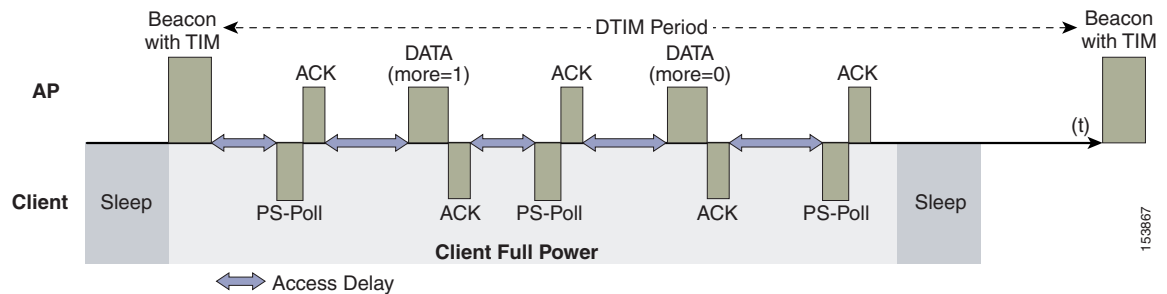 Beacon
with TIM
DTIM Period
Beacon
with TIM
AP
ACK
DATA
(more=1)
ACK
DATA
(more=0)
ACK
(t)
Client
Sleep
PS-Poll
ACK
PS-Poll
ACK
PS-Poll
Sleep
Client Full Power
Access Delay
153867